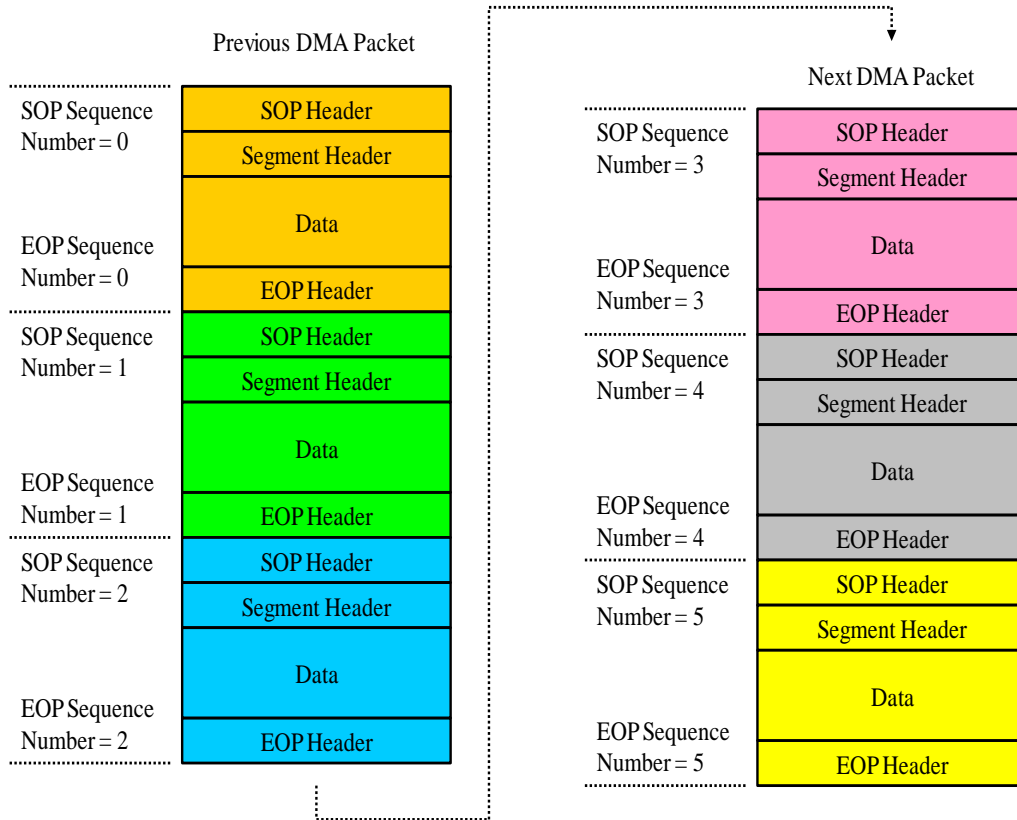 Previous DMA Packet
SOP Sequence
Number = 0
SOP Header
Segment Header
Data
EOP Sequence
Number = 0
EOP Header
SOP Sequence
Number = 1
SOP Header
Segment Header
Data
EOP Sequence
Number = 1
EOP Header
SOP Sequence
Number = 2
SOP Header
Segment Header
Data
EOP Sequence
Number = 2
EOP Header
Next DMA Packet
SOP Sequence
Number = 3
SOP Header
Segment Header
Data
EOP Sequence
Number = 3
EOP Header
SOP Sequence
Number = 4
SOP Header
Segment Header
Data
EOP Sequence
Number = 4
EOP Header
SOP Sequence
Number = 5
SOP Header
Segment Header
Data
EOP Sequence
Number = 5
EOP Header